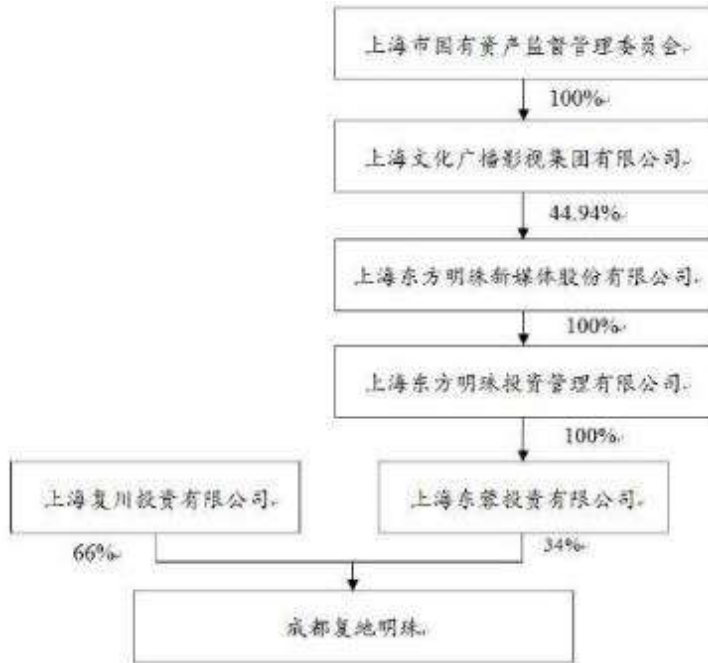 上海市国有资产监督管理委员会
100%
上海文化广播影视集团有限公司
44.94%
上海东方明珠新媒体股份有限公司
100%
上海东方明珠投资管理有限公司
100%
上海复川投资有限公司
上海东蓉投资有限公司
66%
34%
成都复地明珠